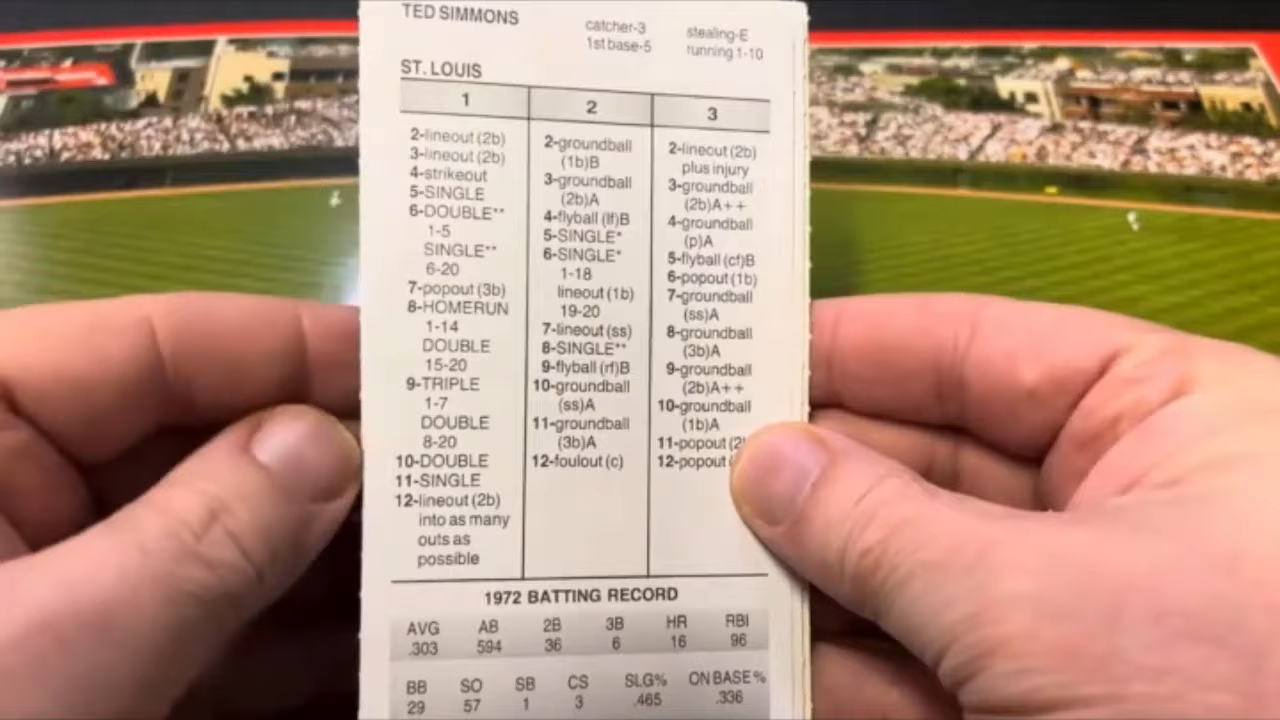 TED SIMMONS
catcher-3 stealing-E
1st base-5 running 1-10
ST. LOUIS
1
2-lineout (2b)
3-lineout (2b)
4-strikeout
5-SINGLE
6-DOUBLE**
1-5
SINGLE**
6-20
7-popout (3b)
8-HOMERUN
1-14
DOUBLE
15-20
9-TRIPLE
1-7
DOUBLE
8-20
10-DOUBLE
11-SINGLE
12-lineout (2b)
into as many
outs as
possible
2
2-groundball
(1b)B
3-groundball
(2b)A
4-flyball (lf)B
5-SINGLE*
6-SINGLE*
1-18
lineout (1b)
19-20
7-lineout (ss)
8-SINGLE**
9-flyball (rf)B
10-groundball
(ss)A
11-groundball
(3b)A
12-foulout (c)
3
2-lineout (2b)
plus injury
3-groundball
(2b)A++
4-groundball
(p)A
5-flyball (cf)B
6-popout (1b)
7-groundball
(ss)A
8-groundball
(3b)A
9-groundball
(2b)A++
10-groundball
(1b)A
11-popout
12-popout
1972 BATTING RECORD
AVG AB 2B 3B HR RBI
.303 594 36 6 16 96
BB SO SB CS SLG% ON BASE%
29 57 1 3 .465 .336